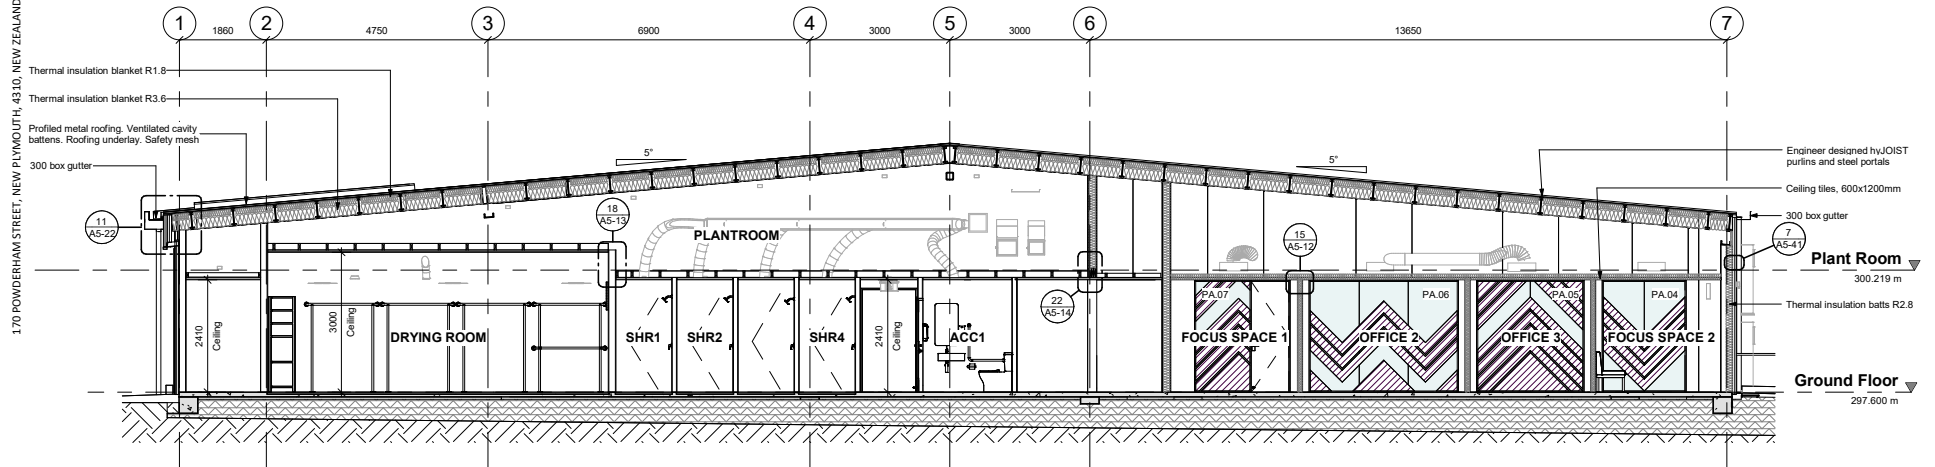 170 POWDERHAM STREET, NEW PLYMOUTH, 4310, NEW ZEALAND
1
2
3
4
5
6
7
1860
4750
6900
3000
3000
13650
Thermal insulation blanket R1.8
Thermal insulation blanket R3.6
Profiled metal roofing. Ventilated cavity
battens. Roofing underlay. Safety mesh
300 box gutter
5°
5°
Engineer designed hyJOIST
purlins and steel portals
Ceiling tiles, 600x1200mm
300 box gutter
11
A5-22
18
A5-13
15
A5-12
7
A5-41
22
A5-14
PLANTROOM
Plant Room
300.219 m
Thermal insulation batts R2.8
2410
Ceiling
3000
Ceiling
DRYING ROOM
SHR1
SHR2
SHR4
2410
Ceiling
ACC1
PA.07
FOCUS SPACE 1
PA.06
OFFICE 2
PA.05
OFFICE 3
PA.04
FOCUS SPACE 2
Ground Floor
297.600 m